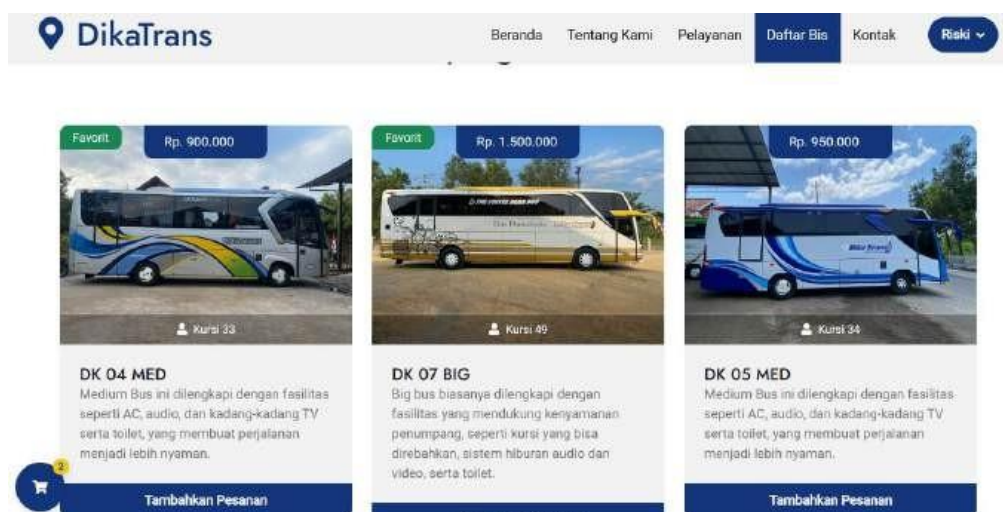 DikaTrans
Beranda Tentang Kami Pelayanan Daftar Bis Kontak Riski
Favorit Rp. 900.000
Favorit Rp. 1.500.000
Rp. 950.000
Kursi 33
Kursi 49
Kursi 34
DK 04 MED
Medium Bus ini dilengkapi dengan fasilitas
seperti AC, audio, dan kadang-kadang TV
serta toilet, yang membuat perjalanan
menjadi lebih nyaman.
Tambahkan Pesanan
DK 07 BIG
Big bus biasanya dilengkapi dengan
fasilitas yang mendukung kenyamanan
penumpang, seperti kursi yang bisa
direbahkan, sistem hiburan audio dan
video, serta toilet.
DK 05 MED
Medium Bus ini dilengkapi dengan fasilitas
seperti AC, audio, dan kadang-kadang TV
serta toilet, yang membuat perjalanan
menjadi lebih nyaman.
Tambahkan Pesanan
2